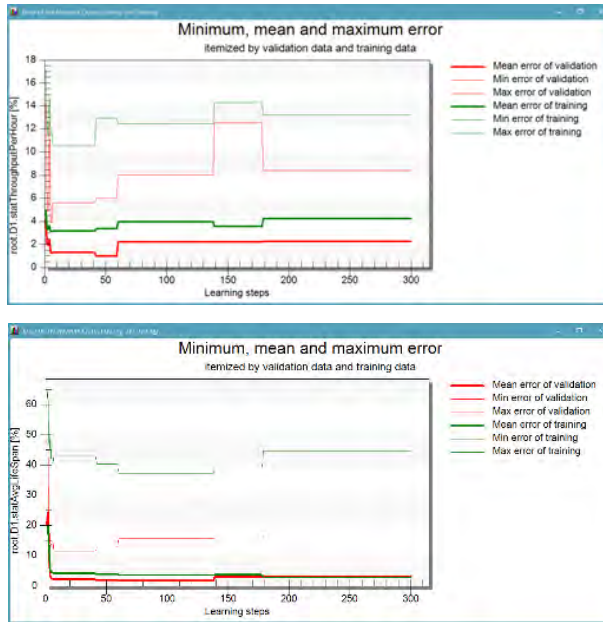 Minimum, mean and maximum error
itemized by validation data and training data
root.D1.statThroughputPerHour [%]
18
16
14
12
10
8
6
4
2
0
0
50
100
150
200
250
300
Learning steps
Mean error of validation
Min error of validation
Max error of validation
Mean error of training
Min error of training
Max error of training
Minimum, mean and maximum error
itemized by validation data and training data
root.D1.statAvgLifeSpan [%]
60
50
40
30
20
10
0
0
50
100
150
200
250
300
Learning steps
Mean error of validation
Min error of validation
Max error of validation
Mean error of training
Min error of training
Max error of training